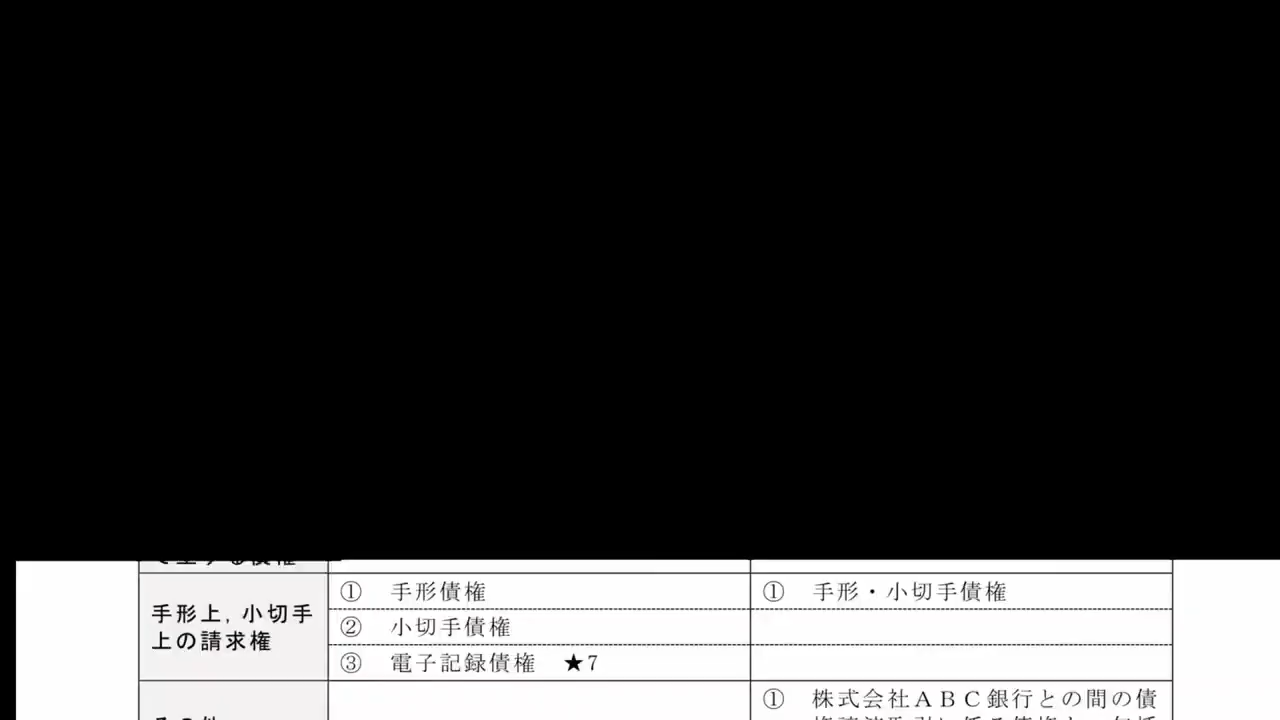 手形上，小切手
上の請求権
① 手形債権
① 手形・小切手債権
② 小切手債権
③ 電子記録債権 ★7
① 株式会社ＡＢＣ銀行との間の債